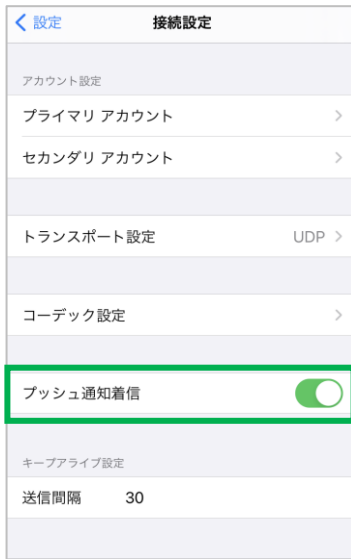 設定 接続設定
アカウント設定
プライマリ アカウント
セカンダリ アカウント
トランスポート設定 UDP
コーデック設定
プッシュ通知着信
キープアライブ設定
送信間隔 30